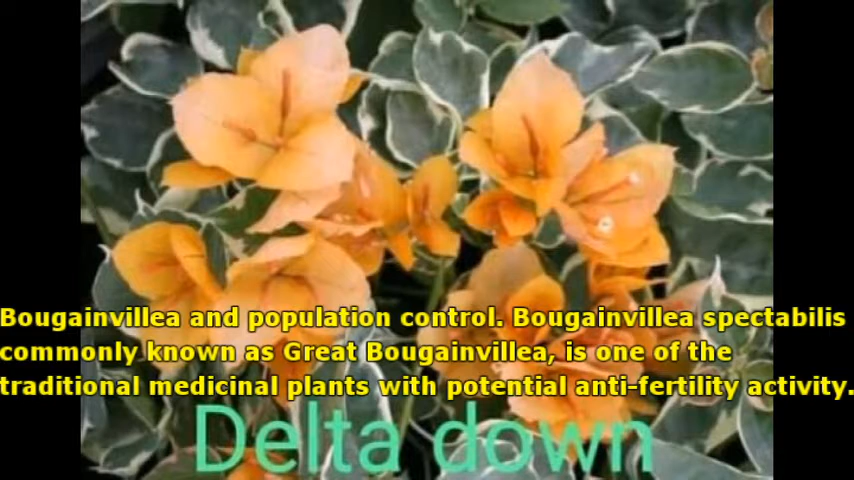 Bougainvillea and population control. Bougainvillea spectabilis
commonly known as Great Bougainvillea, is one of the
traditional medicinal plants with potential anti-fertility activity.
Delta down